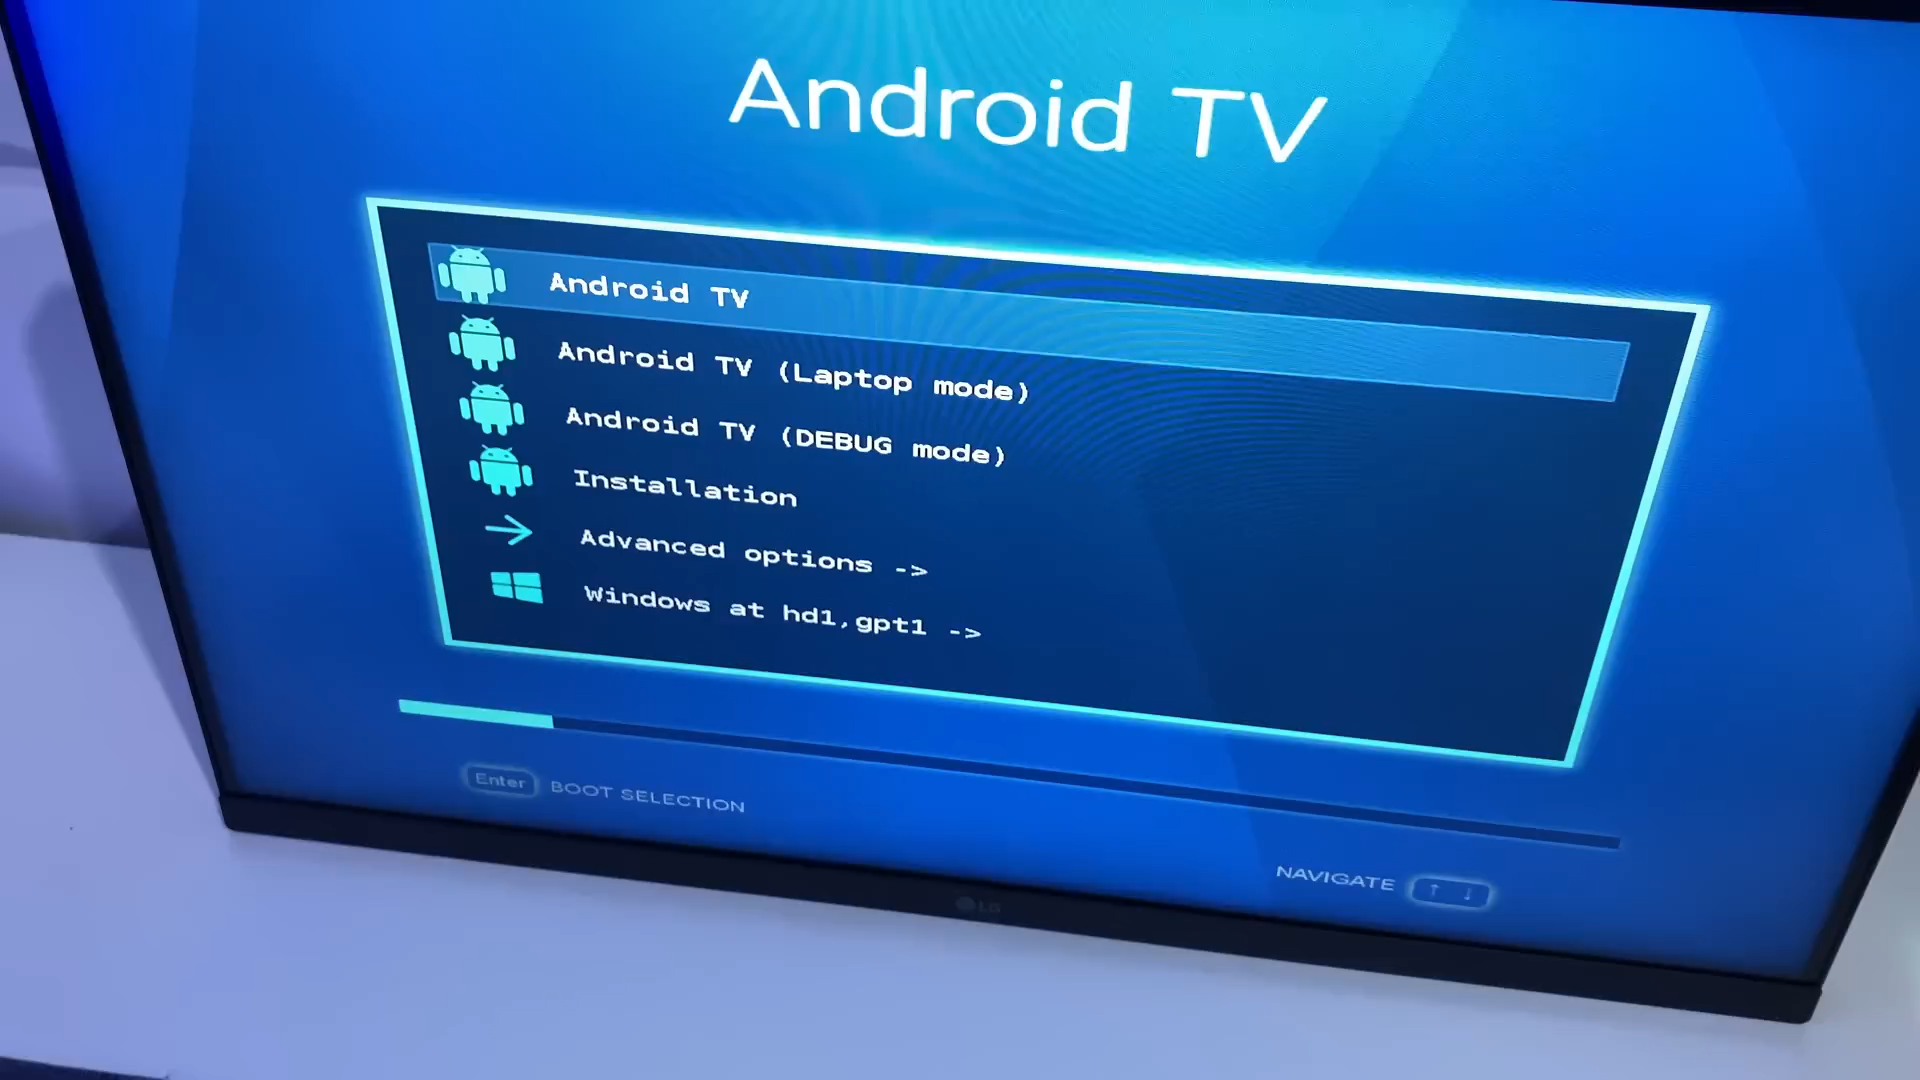 Android TV
Android TV
Android TV (Laptop mode)
Android TV (DEBUG mode)
Installation
Advanced options ->
Windows at hd1,gpt1 ->
Enter BOOT SELECTION
NAVIGATE ↑ ↓
LG